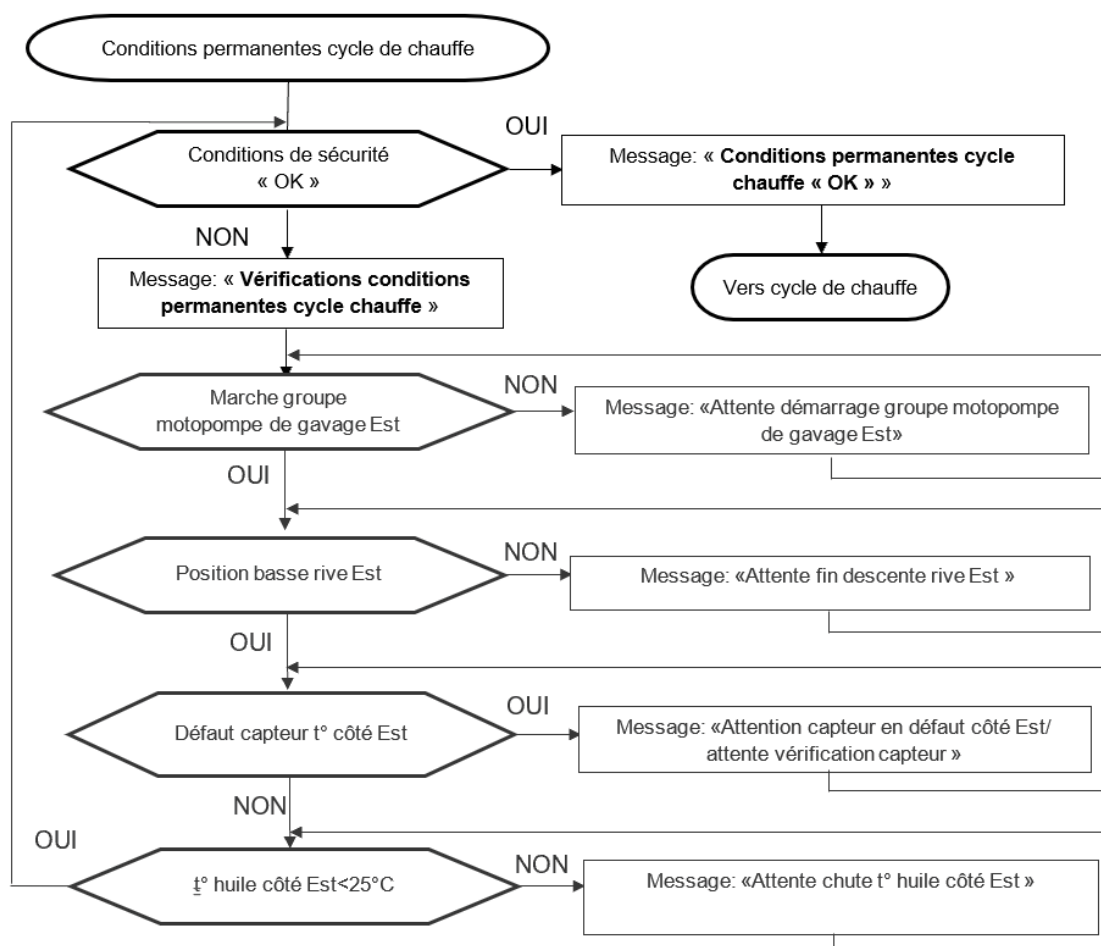 Conditions permanentes cycle de chauffe
OUI
Conditions de sécurité
« OK »
Message: « Conditions permanentes cycle
chauffe « OK » »
NON
Vers cycle de chauffe
Message: « Vérifications conditions
permanentes cycle chauffe »
Marche groupe
motopompe de gavage Est
NON
Message: «Attente démarrage groupe motopompe
de gavage Est»
OUI
Position basse rive Est
NON
Message: «Attente fin descente rive Est »
OUI
Défaut capteur t° côté Est
OUI
Message: «Attention capteur en défaut côté Est/
attente vérification capteur »
NON
OUI
t° huile côté Est<25°C
NON
Message: «Attente chute t° huile côté Est »